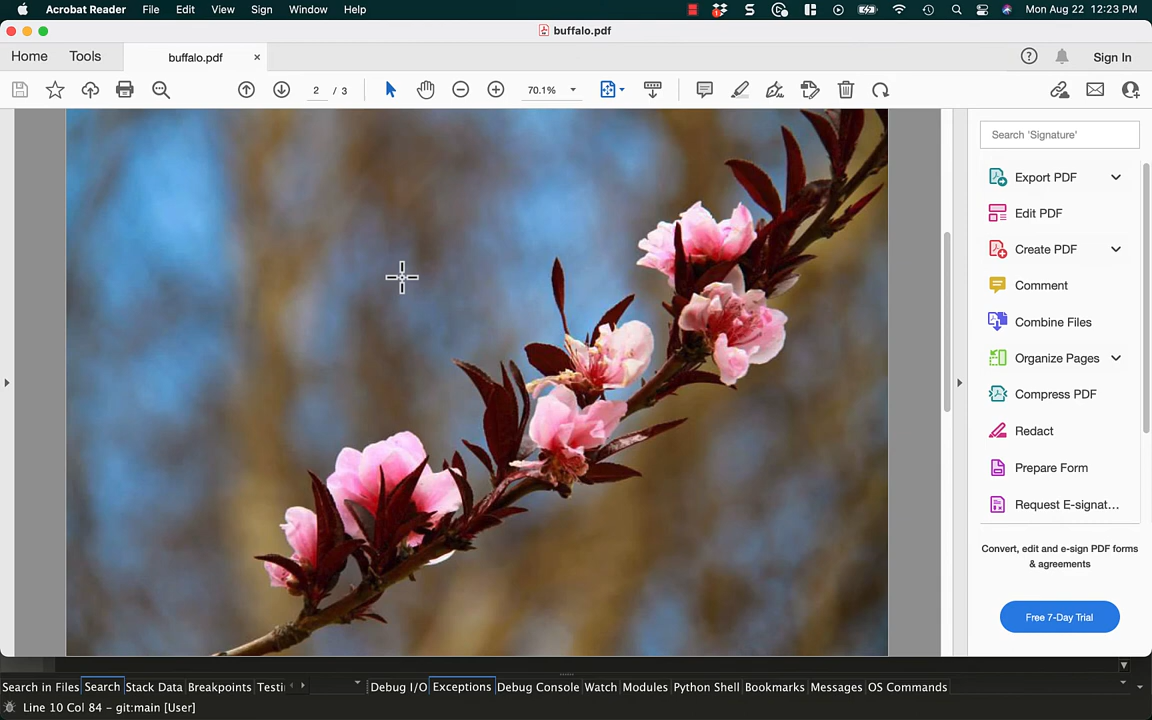 Acrobat Reader File Edit View Sign Window Help Mon Aug 22 12:23 PM
buffalo.pdf
Home Tools buffalo.pdf × Sign In
2 / 3 70.1%
Search 'Signature'
Export PDF
Edit PDF
Create PDF
Comment
Combine Files
Organize Pages
Compress PDF
Redact
Prepare Form
Request E-signat...
Convert, edit and e-sign PDF forms
& agreements
Free 7-Day Trial
Search in Files Search Stack Data Breakpoints Testi Debug I/O Exceptions Debug Console Watch Modules Python Shell Bookmarks Messages OS Commands
Line 10 Col 84 – git:main [User]